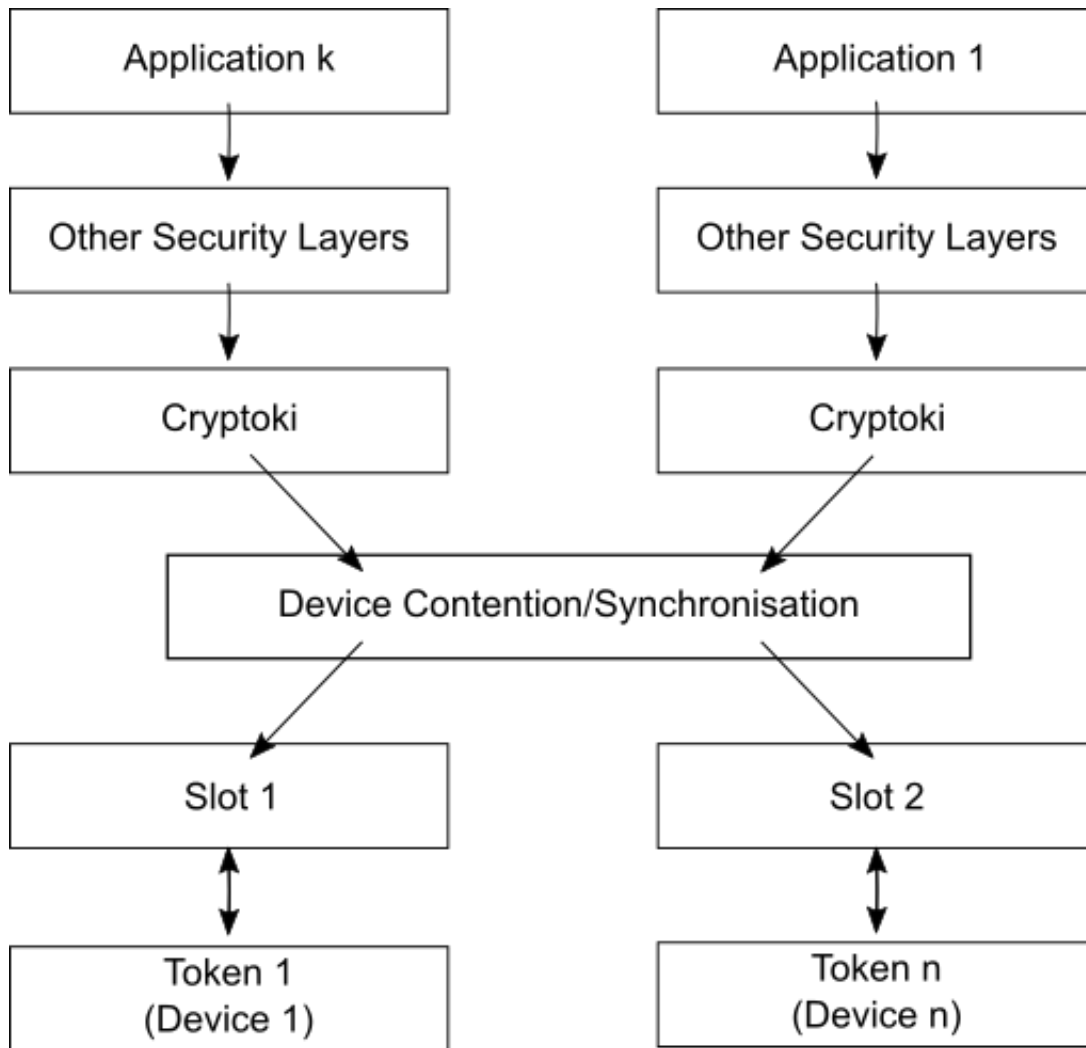 Application k
Application 1
Other Security Layers
Other Security Layers
Cryptoki
Cryptoki
Device Contention/Synchronisation
Slot 1
Slot 2
Token 1
(Device 1)
Token n
(Device n)